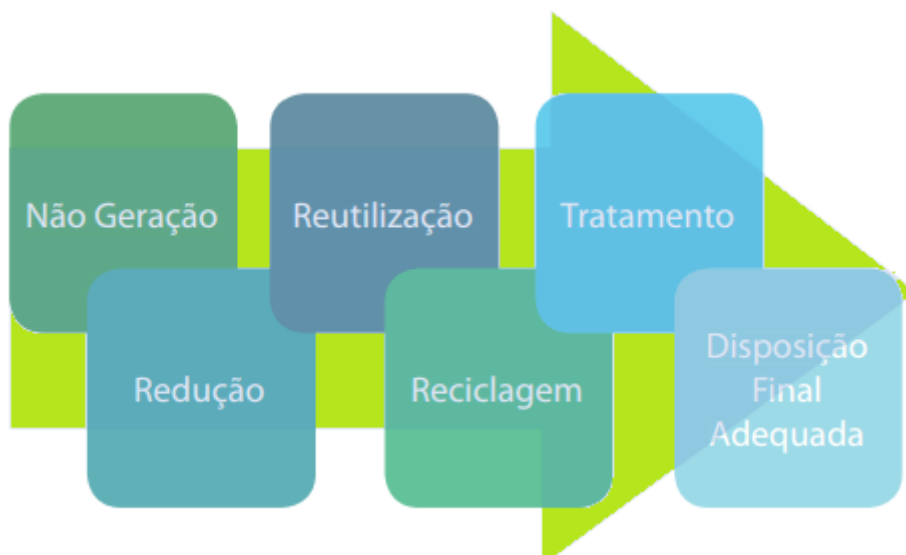 Não Geração
Redução
Reutilização
Reciclagem
Tratamento
Disposição
Final
Adequada